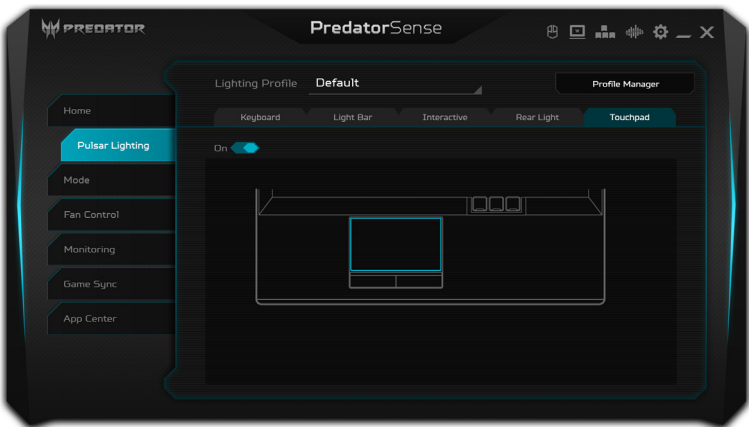 PREDATOR
PredatorSense
Lighting Profile Default
Profile Manager
Keyboard Light Bar Interactive Rear Light Touchpad
On
Home
Pulsar Lighting
Mode
Fan Control
Monitoring
Game Sync
App Center